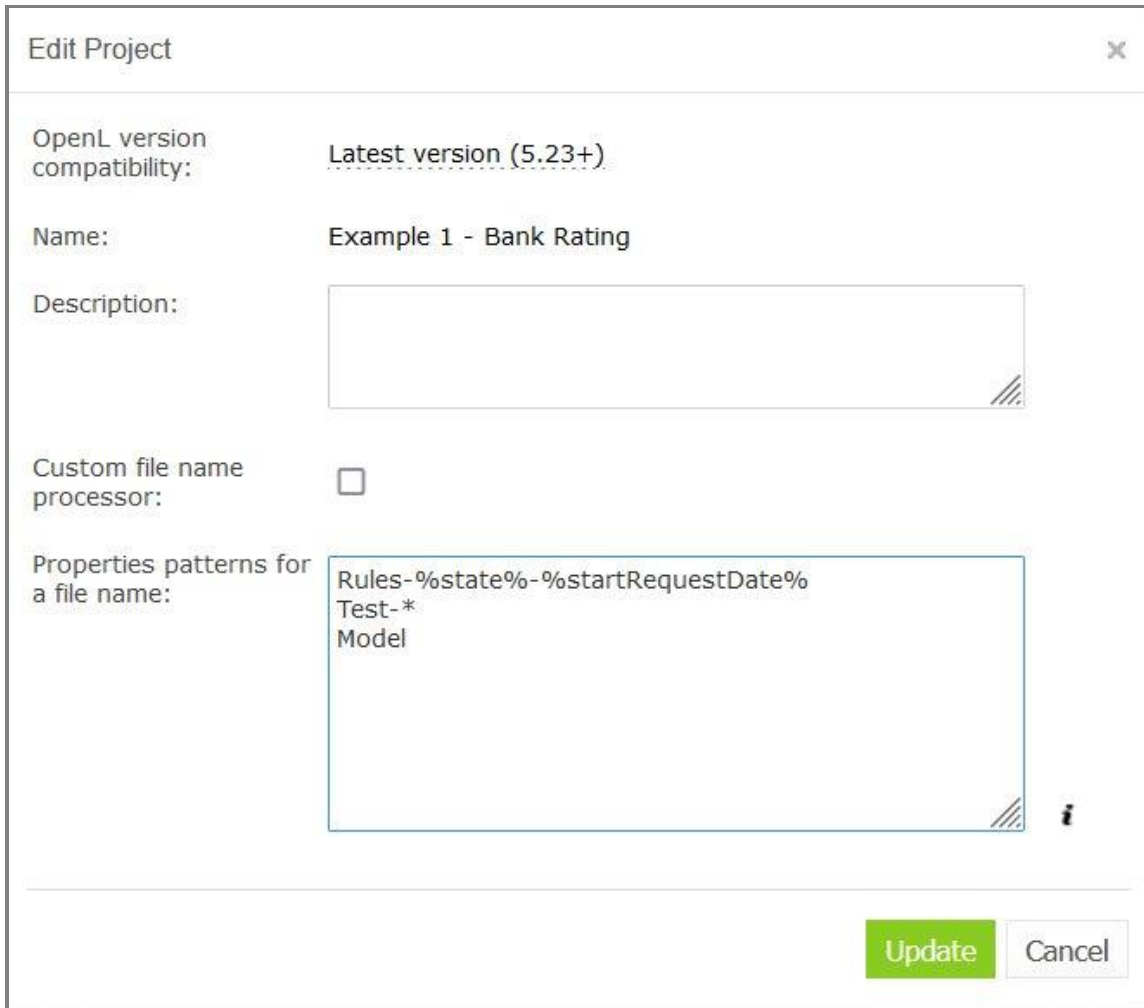 Edit Project
OpenL version
compatibility:
Latest version (5.23+)
Name:
Example 1 - Bank Rating
Description:
Custom file name
processor:
Properties patterns for
a file name:
Rules-%state%-%startRequestDate%
Test-*
Model
i
Update
Cancel